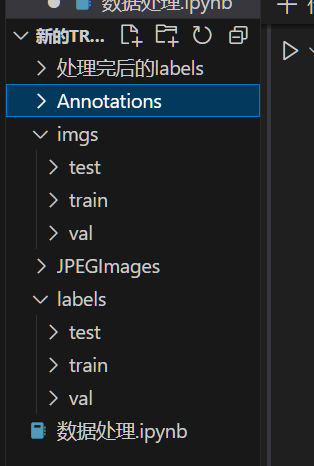 数据处理.ipynb
新的TR...
处理完后的labels
Annotations
imgs
test
train
val
JPEGImages
labels
test
train
val
数据处理.ipynb